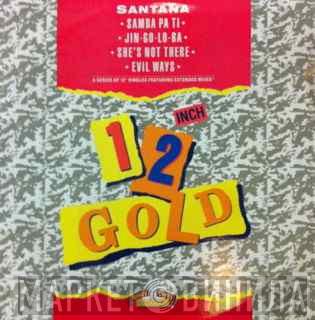 SANTANA
• SAMBA PA TI •
• JIN-GO-LO-BA •
• SHE'S NOT THERE •
• EVIL WAYS •
A SERIES OF 12" SINGLES FEATURING EXTENDED MIXES
12 INCH
GOLD
МАРКЕТ ВИНИЛА